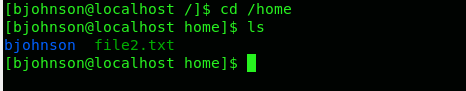 [bjohnson@localhost /]$ cd /home
[bjohnson@localhost home]$ ls
bjohnson  file2.txt
[bjohnson@localhost home]$